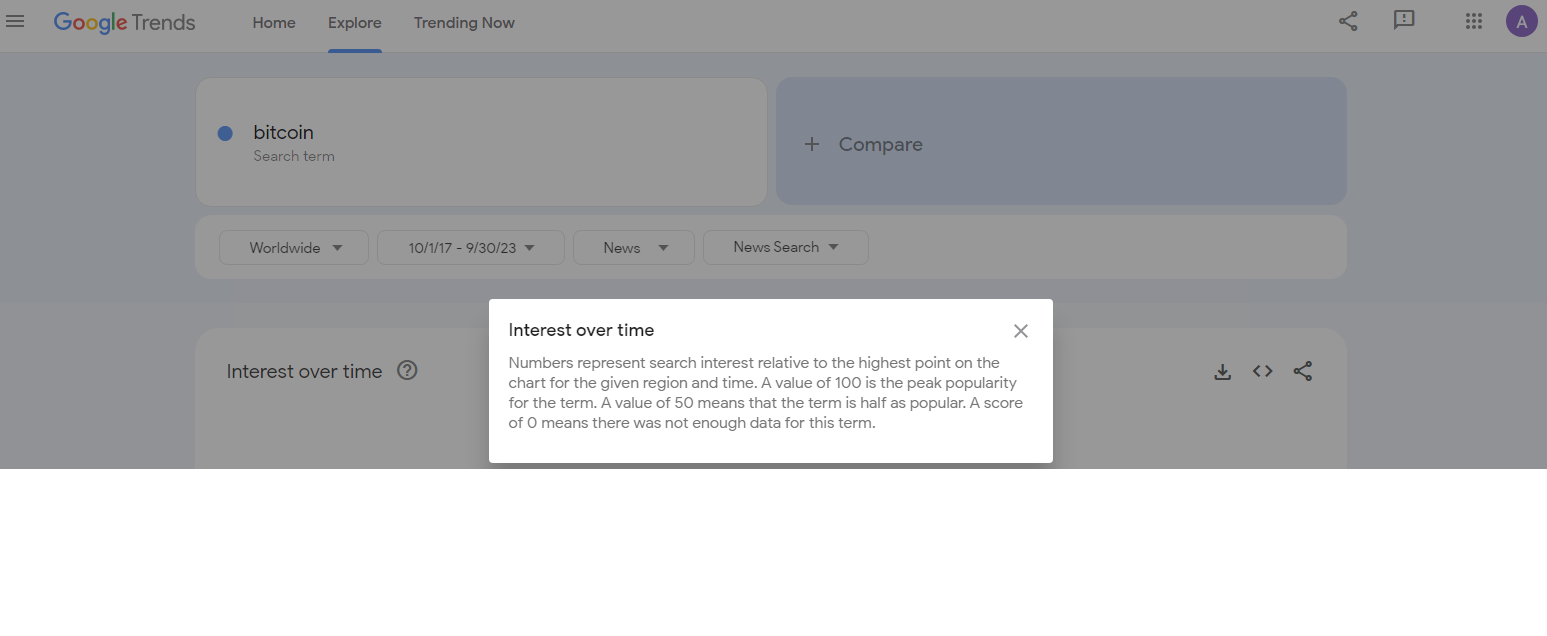 Google Trends Home Explore Trending Now A
bitcoin
Search term
+ Compare
Worldwide 10/1/17 - 9/30/23 News News Search
Interest over time ?
Interest over time
Numbers represent search interest relative to the highest point on the
chart for the given region and time. A value of 100 is the peak popularity
for the term. A value of 50 means that the term is half as popular. A score
of 0 means there was not enough data for this term.